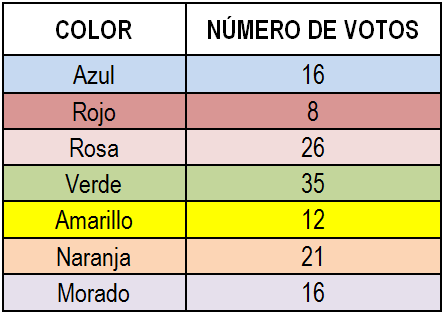 COLOR NÚMERO DE VOTOS
Azul 16
Rojo 8
Rosa 26
Verde 35
Amarillo 12
Naranja 21
Morado 16